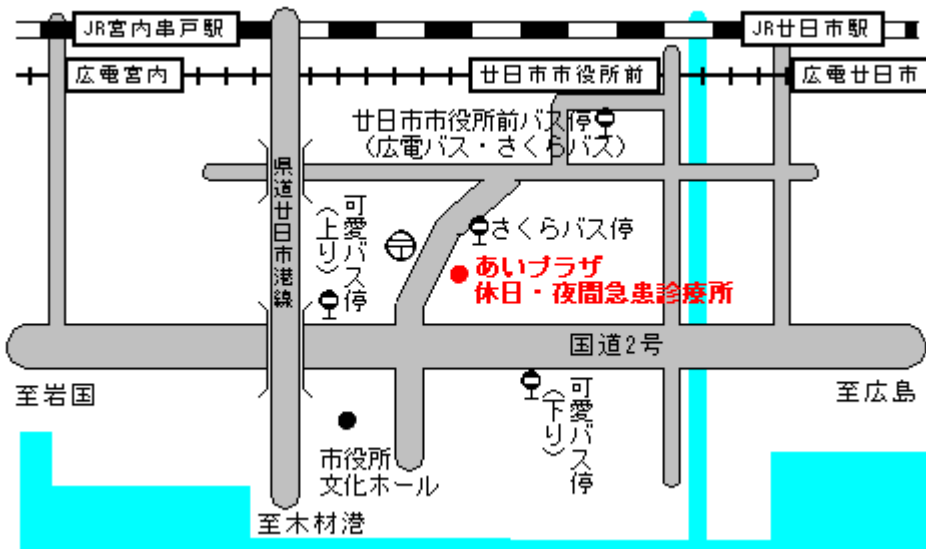 JR宮内串戸駅
JR廿日市駅
広電宮内
廿日市市役所前
広電廿日市
廿日市市役所前バス停
（広電バス・さくらバス）
県道廿日市港線
可愛バス停
（上り）
さくらバス停
あいプラザ
休日・夜間急患診療所
国道2号
至岩国
至広島
可愛バス停
（下り）
市役所
文化ホール
至木材港